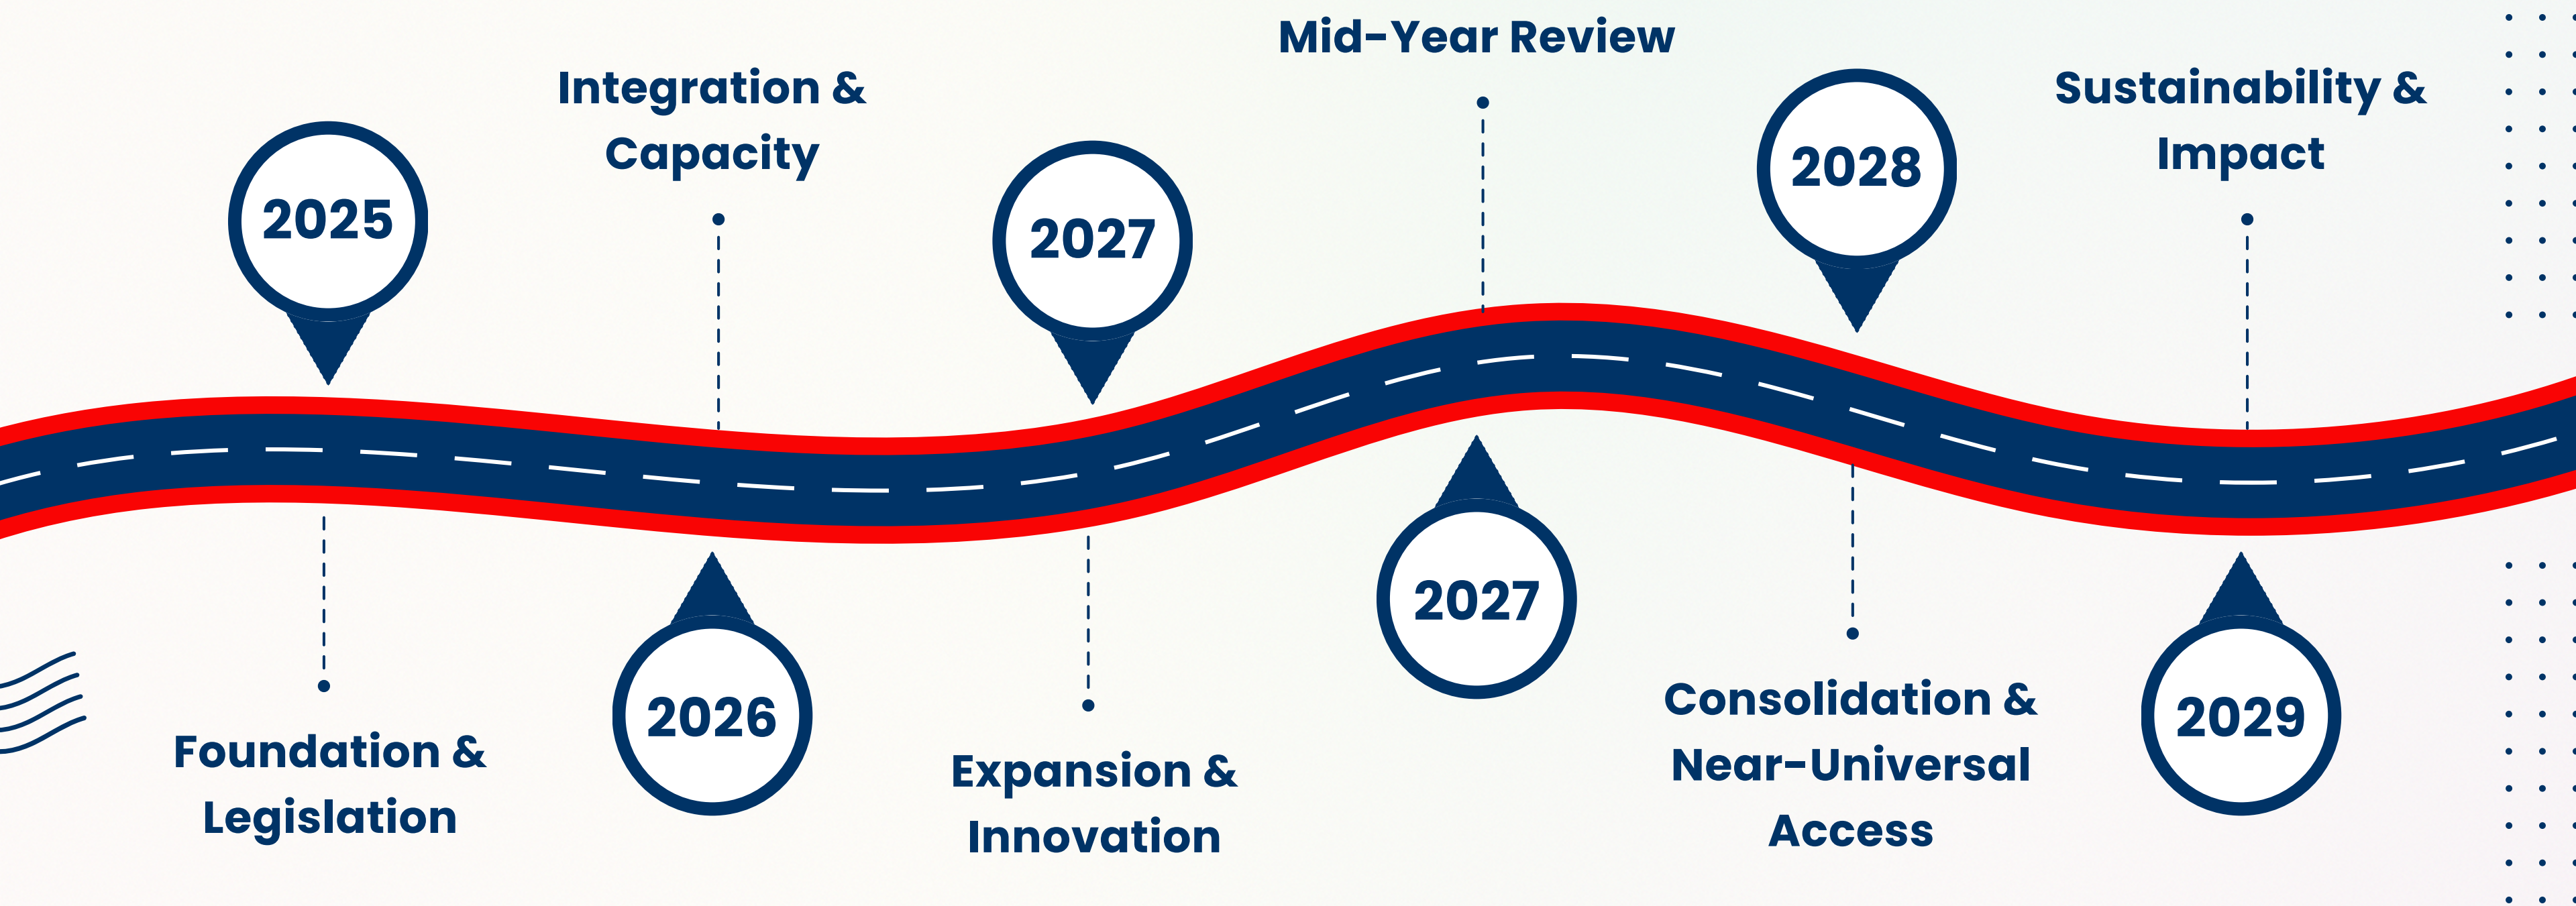 2025
Foundation &
Legislation
Integration &
Capacity
2026
2027
Expansion &
Innovation
Mid-Year Review
2027
2028
Consolidation &
Near-Universal
Access
Sustainability &
Impact
2029